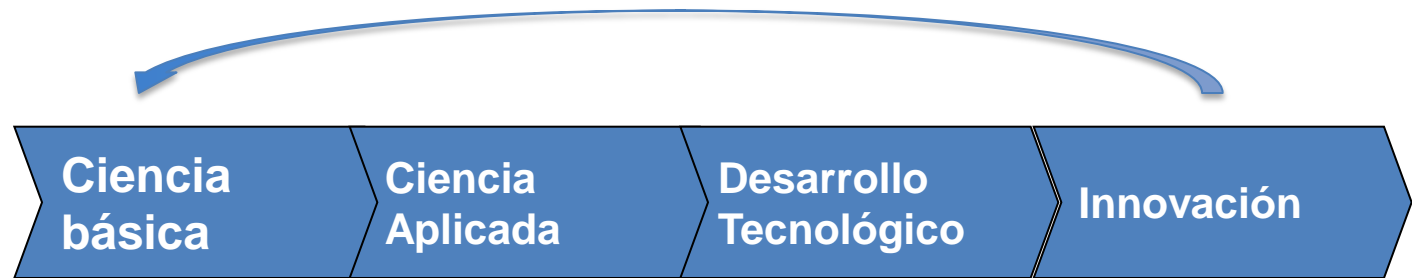 Ciencia
básica
Ciencia
Aplicada
Desarrollo
Tecnológico
Innovación